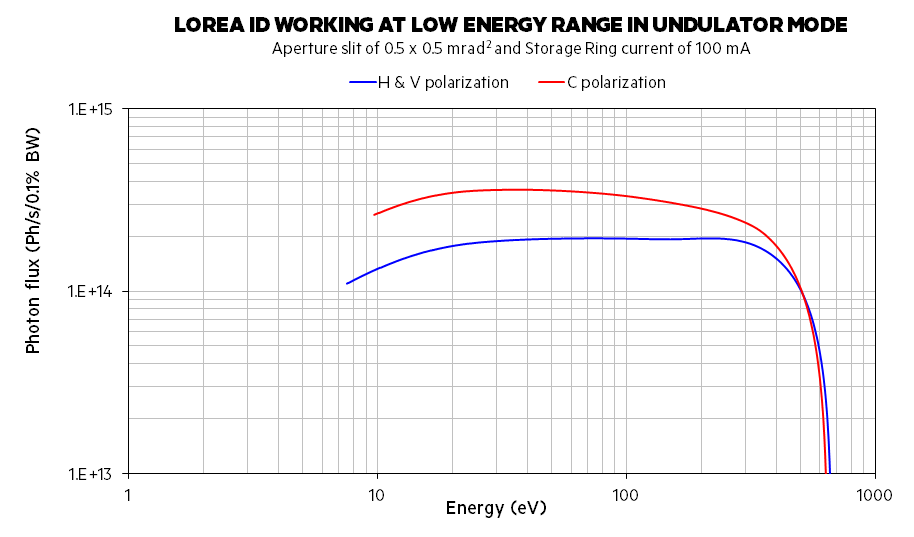 LOREA ID WORKING AT LOW ENERGY RANGE IN UNDULATOR MODE
Aperture slit of 0.5 x 0.5 mrad² and Storage Ring current of 100 mA
H & V polarization
C polarization
1.E+15
1.E+14
1.E+13
Photon flux (Ph/s/0.1% BW)
1
10
100
1000
Energy (eV)